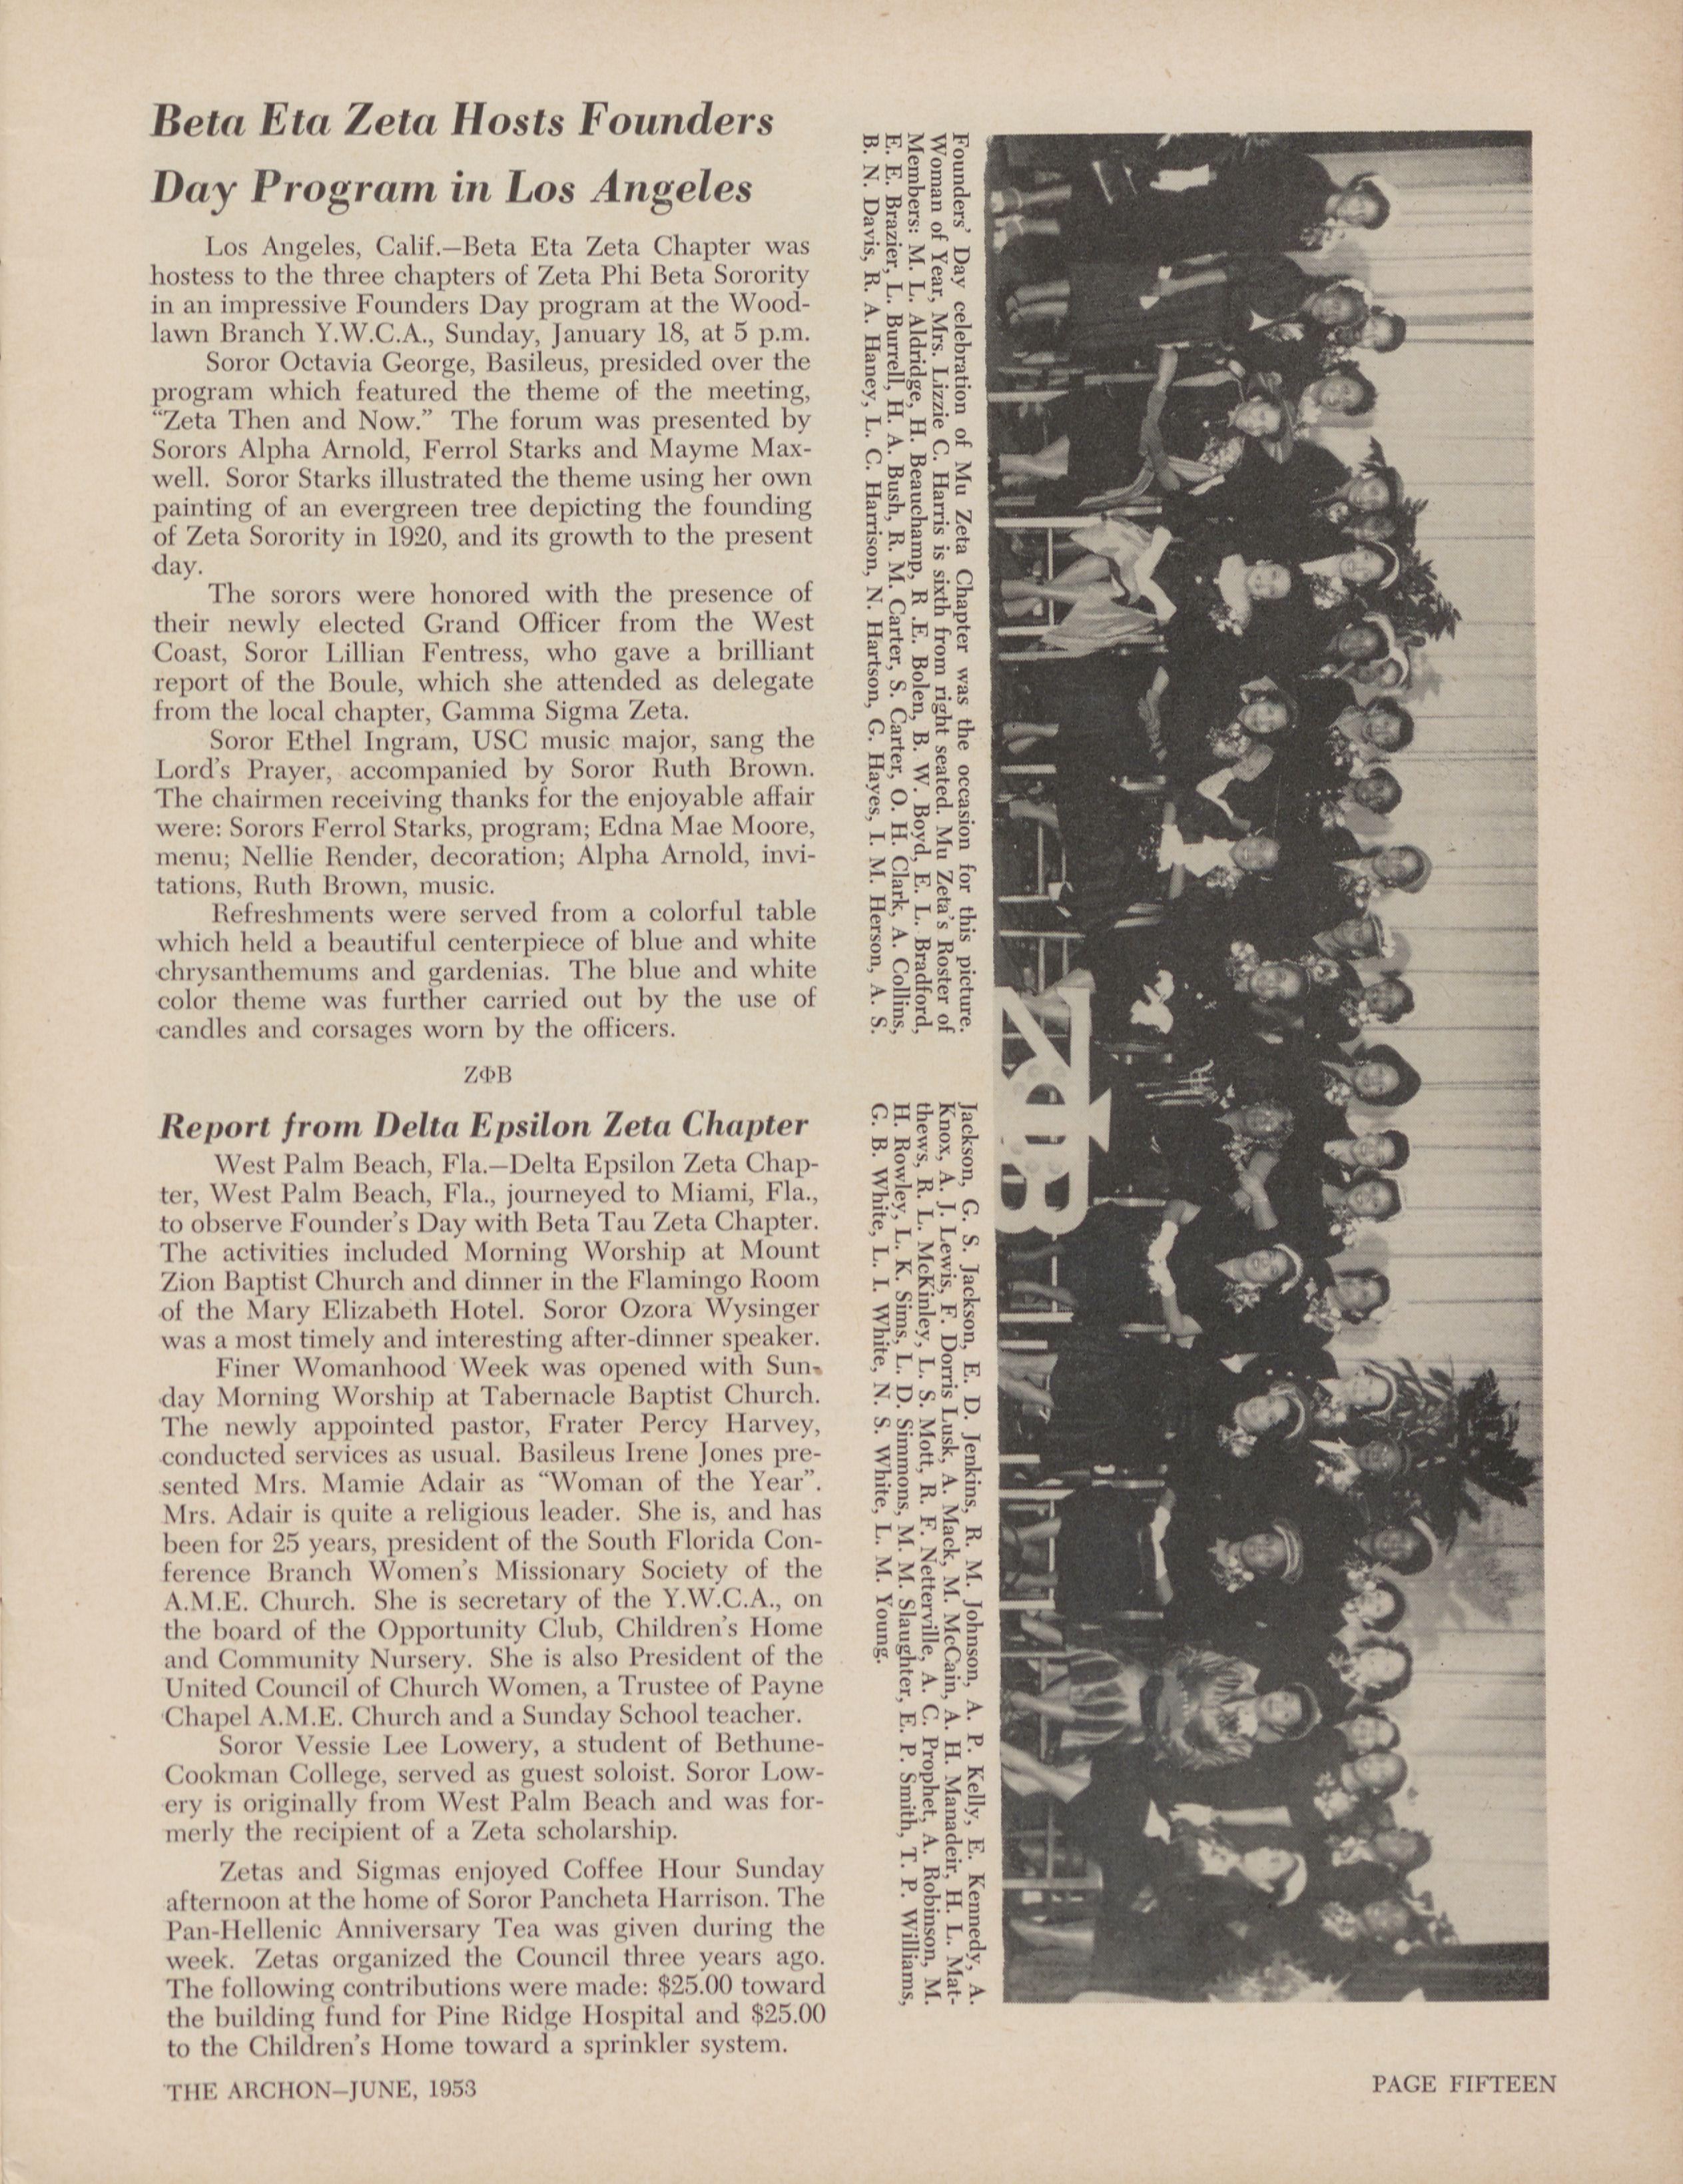 Beta Eta Zeta Hosts Founders
Day Program in Los Angeles
Los Angeles, Calif.—Beta Eta Zeta Chapter was
hostess to the three chapters of Zeta Phi Beta Sorority
in an impressive Founders Day program at the Wood-
lawn Branch Y.W.C.A., Sunday, January 18, at 5 p.m.
Soror Octavia George, Basileus, presided over the
program which featured the theme of the meeting,
“Zeta Then and Now.” The forum was presented by
Sorors Alpha Arnold, Ferrol Starks and Mayme Max-
well. Soror Starks illustrated the theme using her own
painting of an evergreen tree depicting the founding
of Zeta Sorority in 1920, and its growth to the present
day.
The sorors were honored with the presence of
their newly elected Grand Officer from the West
Coast, Soror Lillian Fentress, who gave a brilliant
report of the Boule, which she attended as delegate
from the local chapter, Gamma Sigma Zeta.
Soror Ethel Ingram, USC music major, sang the
Lord's Prayer, accompanied by Soror Ruth Brown.
The chairmen receiving thanks for the enjoyable affair
were: Sorors Ferrol Starks, program; Edna Mae Moore,
menu; Nellie Render, decoration; Alpha Arnold, invi-
tations, Ruth Brown, music.
Refreshments were served from a colorful table
which held a beautiful centerpiece of blue and white
chrysanthemums and gardenias. The blue and white
color theme was further carried out by the use of
candles and corsages worn by the officers.
ΖΦΒ
Report from Delta Epsilon Zeta Chapter
West Palm Beach, Fla.—Delta Epsilon Zeta Chap-
ter, West Palm Beach, Fla., journeyed to Miami, Fla.,
to observe Founder's Day with Beta Tau Zeta Chapter.
The activities included Morning Worship at Mount
Zion Baptist Church and dinner in the Flamingo Room
of the Mary Elizabeth Hotel. Soror Ozora Wysinger
was a most timely and interesting after-dinner speaker.
Finer Womanhood Week was opened with Sun-
day Morning Worship at Tabernacle Baptist Church.
The newly appointed pastor, Frater Percy Harvey,
conducted services as usual. Basileus Irene Jones pre-
sented Mrs. Mamie Adair as “Woman of the Year”.
Mrs. Adair is quite a religious leader. She is, and has
been for 25 years, president of the South Florida Con-
ference Branch Women's Missionary Society of the
A.M.E. Church. She is secretary of the Y.W.C.A., on
the board of the Opportunity Club, Children's Home
and Community Nursery. She is also President of the
United Council of Church Women, a Trustee of Payne
Chapel A.M.E. Church and a Sunday School teacher.
Soror Vessie Lee Lowery, a student of Bethune-
Cookman College, served as guest soloist. Soror Low-
ery is originally from West Palm Beach and was for-
merly the recipient of a Zeta scholarship.
Zetas and Sigmas enjoyed Coffee Hour Sunday
afternoon at the home of Soror Pancheta Harrison. The
Pan-Hellenic Anniversary Tea was given during the
week. Zetas organized the Council three years ago.
The following contributions were made: $25.00 toward
the building fund for Pine Ridge Hospital and $25.00
to the Children's Home toward a sprinkler system.
Founders' Day celebration of Mu Zeta Chapter was the occasion for this picture.
Woman of Year, Mrs. Lizzie C. Harris is sixth from right seated. Mu Zeta's Roster of
Members: M. L. Aldridge, H. Beauchamp, R .E. Bolen, B. W. Boyd, E. L. Bradford,
E. E. Brazier, L. Burrell, H. A. Bush, R. M. Carter, S. Carter, O. H. Clark, A. Collins,
B. N. Davis, R. A. Haney, L. C. Harrison, N. Hartson, G. Hayes, I. M. Herson, A. S.
Jackson, G. S. Jackson, E. D. Jenkins, R. M. Johnson, A. P. Kelly, E. Kennedy, A.
Knox, A. J. Lewis, F. Dorris Lusk, A. Mack, M. McCain, A. H. Manadeir, H. L. Mat-
thews, R. L. McKinley, L. S. Mott, R. F. Netterville, A. C. Prophet, A. Robinson, M.
H. Rowley, L. K. Sims, L. D. Simmons, M. M. Slaughter, E. P. Smith, T. P. Williams,
G. B. White, L. I. White, N. S. White, L. M. Young.
ΖΦΒ
THE ARCHON—JUNE, 1953
PAGE FIFTEEN